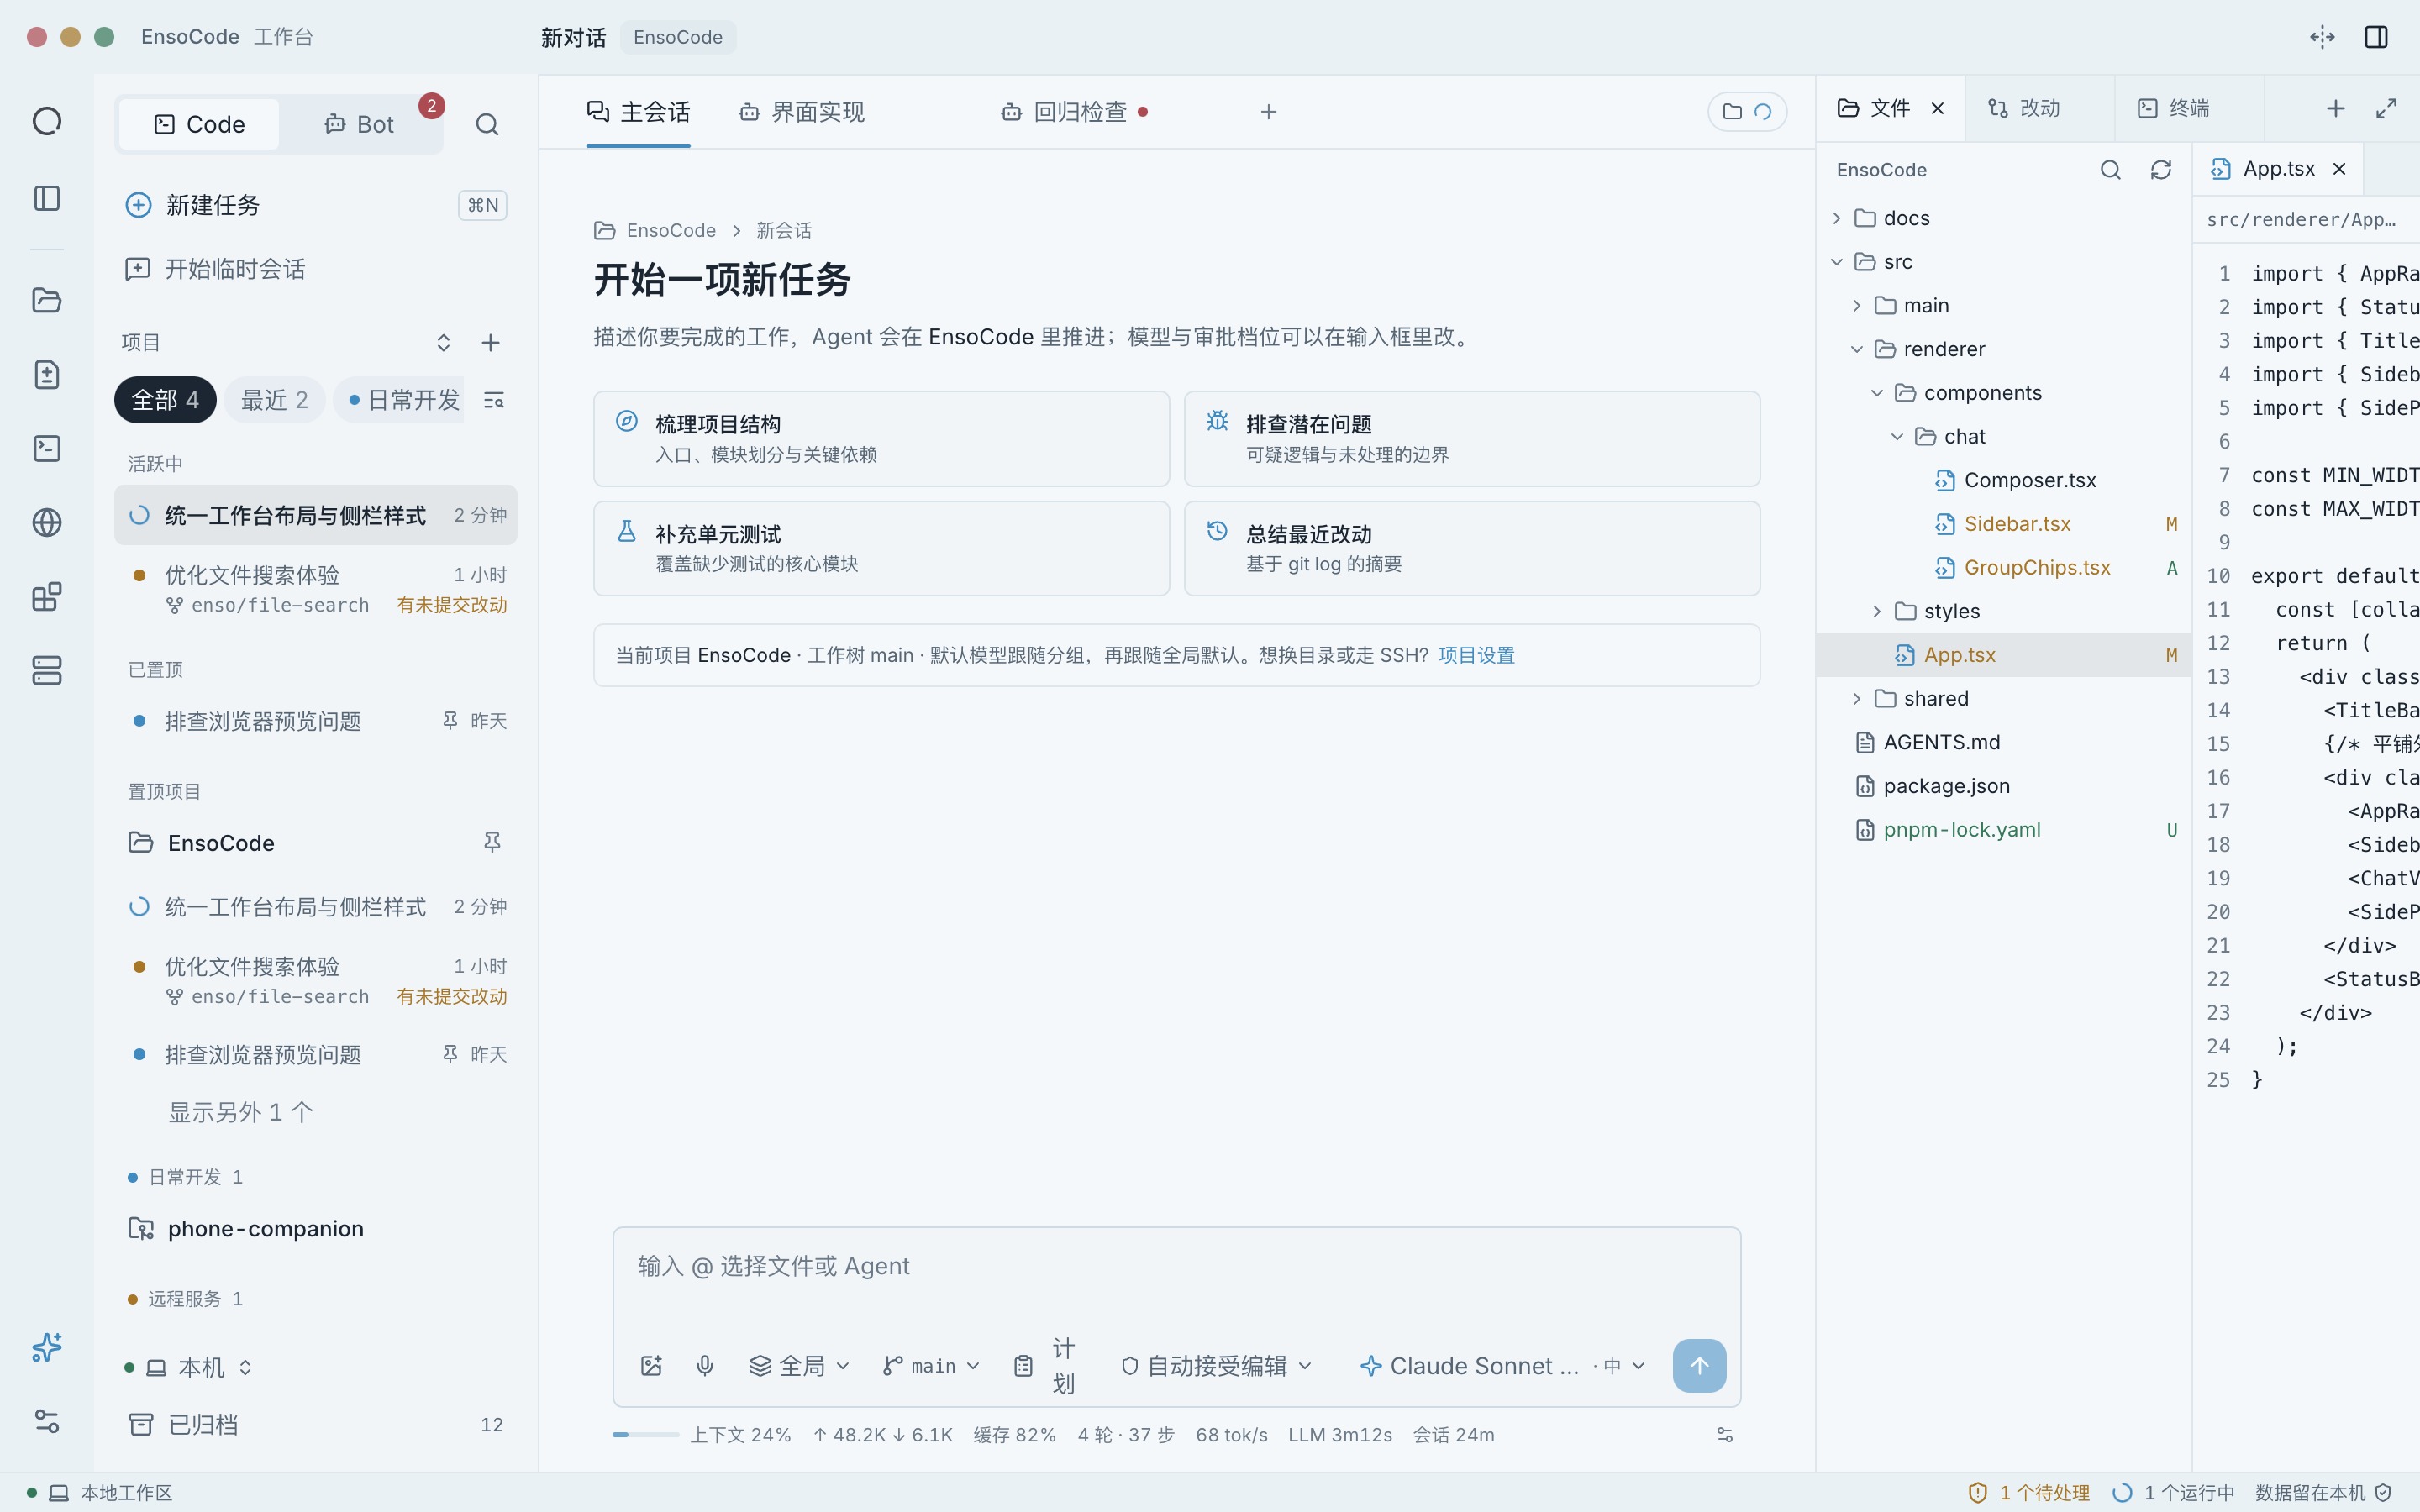 EnsoCode 工作台
新对话 EnsoCode
Code Bot 2
新建任务 ⌘N
开始临时会话
项目
全部 4 最近 2 日常开发
活跃中
统一工作台布局与侧栏样式 2 分钟
优化文件搜索体验 1 小时
enso/file-search 有未提交改动
已置顶
排查浏览器预览问题 昨天
置顶项目
EnsoCode
统一工作台布局与侧栏样式 2 分钟
优化文件搜索体验 1 小时
enso/file-search 有未提交改动
排查浏览器预览问题 昨天
显示另外 1 个
日常开发 1
phone-companion
远程服务 1
本机
已归档 12
主会话 界面实现 回归检查
EnsoCode 新会话
开始一项新任务
描述你要完成的工作，Agent 会在 EnsoCode 里推进；模型与审批档位可以在输入框里改。
梳理项目结构
入口、模块划分与关键依赖
排查潜在问题
可疑逻辑与未处理的边界
补充单元测试
覆盖缺少测试的核心模块
总结最近改动
基于 git log 的摘要
当前项目 EnsoCode · 工作树 main · 默认模型跟随分组，再跟随全局默认。想换目录或走 SSH？ 项目设置
输入 @ 选择文件或 Agent
全局 main 计划 自动接受编辑 Claude Sonnet ... · 中
上下文 24% ↑ 48.2K ↓ 6.1K 缓存 82% 4 轮 · 37 步 68 tok/s LLM 3m12s 会话 24m
文件 改动 终端
EnsoCode
docs
src
main
renderer
components
chat
Composer.tsx
Sidebar.tsx M
GroupChips.tsx A
styles
App.tsx M
shared
AGENTS.md
package.json
pnpm-lock.yaml U
App.tsx
src/renderer/App…
1 import { AppRa
2 import { Statu
3 import { Title
4 import { Sideb
5 import { SideP
6
7 const MIN_WIDT
8 const MAX_WIDT
9
10 export default
11 const [colla
12 return (
13 <div class
14 <TitleBa
15 {/* 平铺
16 <div cla
17 <AppRa
18 <Sideb
19 <ChatV
20 <SideP
21 </div>
22 <StatusB
23 </div>
24 );
25 }
本地工作区
1 个待处理 1 个运行中 数据留在本机